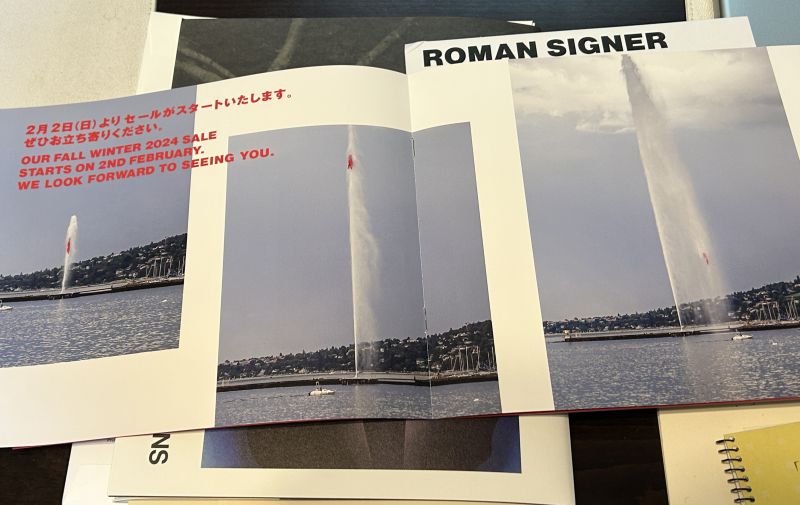 ROMAN SIGNER
2月2日(日)よりセールがスタートいたします。
ぜひお立ち寄りください。
OUR FALL WINTER 2024 SALE
STARTS ON 2ND FEBRUARY.
WE LOOK FORWARD TO SEEING YOU.
NS